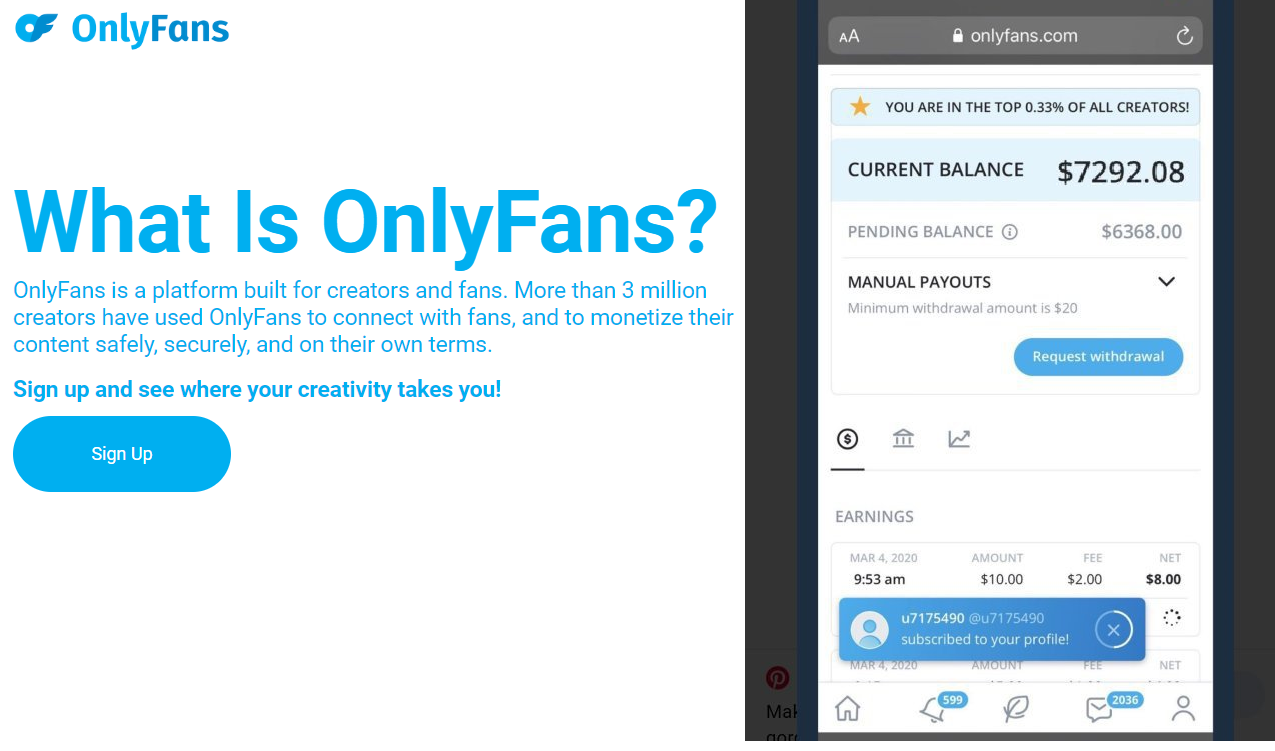 OnlyFans
What Is OnlyFans?
OnlyFans is a platform built for creators and fans. More than 3 million
creators have used OnlyFans to connect with fans, and to monetize their
content safely, securely, and on their own terms.
Sign up and see where your creativity takes you!
Sign Up
AA onlyfans.com
YOU ARE IN THE TOP 0.33% OF ALL CREATORS!
CURRENT BALANCE $7292.08
PENDING BALANCE $6368.00
MANUAL PAYOUTS
Minimum withdrawal amount is $20
Request withdrawal
EARNINGS
MAR 4, 2020 AMOUNT FEE NET
9:53 am $10.00 $2.00 $8.00
u7175490 @u7175490
subscribed to your profile!
MAR 4, 2020 AMOUNT FEE NET
599 2036